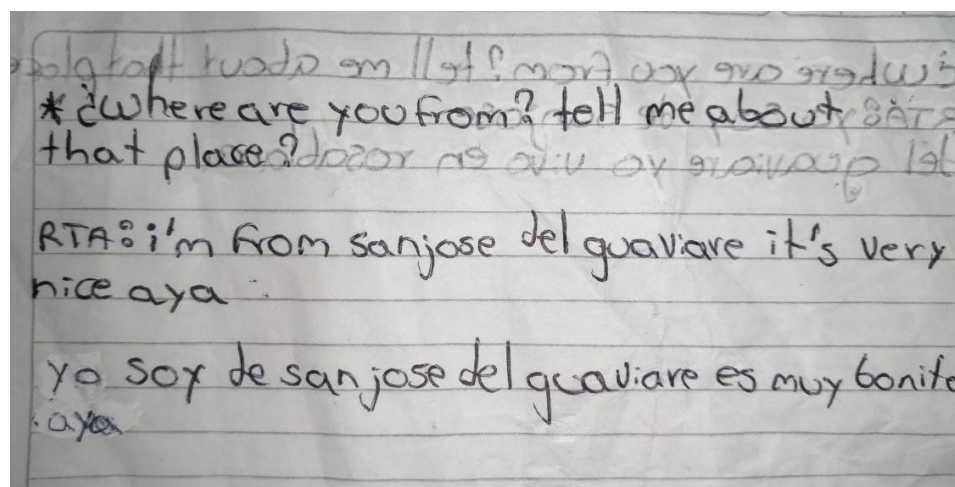 *¿where are you from? tell me about
that place?
RTA: i'm from sanjose del guaviare it's very
nice aya
yo soy de sanjose del guaviare es muy bonito
aya